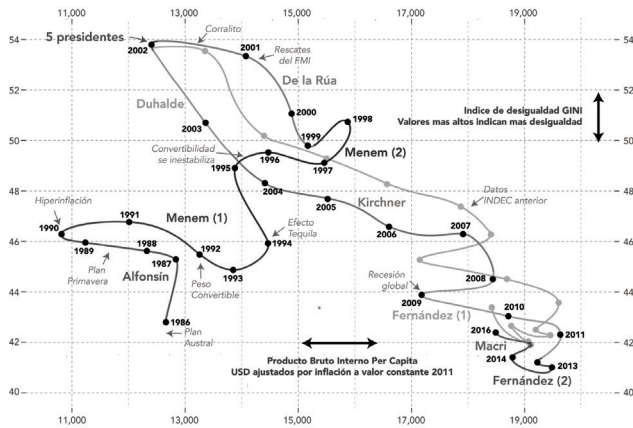 11,000 13,000 15,000 17,000 19,000
54
52
50
48
46
44
42
40
54
52
50
48
46
44
42
40
5 presidentes
2002
Corralito
2001
Rescates
del FMI
De la Rúa
Duhalde
2000
2003
1999
1998
Convertibilidad
se inestabiliza
1996
1997
Menem (2)
1995
2004
2005
Kirchner
Datos
INDEC anterior
Indice de desigualdad GINI
Valores mas altos indican mas desigualdad
Hiperinflación
1990
1991
Menem (1)
Efecto
Tequila
1994
2006
2007
1989
1988
1987
1992
1993
Plan
Primavera
Alfonsín
Peso
Convertible
2008
Recesión
global
2009
2010
Fernández (1)
1986
Plan
Austral
2016
2011
Macri
2014
2013
Fernández (2)
Producto Bruto Interno Per Capita
USD ajustados por inflación a valor constante 2011
11,000 13,000 15,000 17,000 19,000